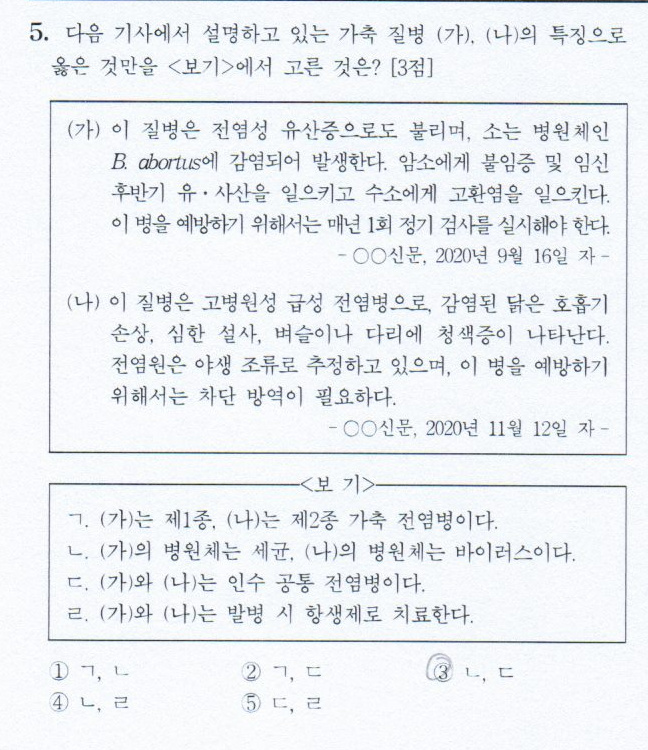 5. 다음 기사에서 설명하고 있는 가축 질병 (가), (나)의 특징으로
옳은 것만을 <보기>에서 고른 것은? [3점]
(가) 이 질병은 전염성 유산증으로도 불리며, 소는 병원체인
B. abortus에 감염되어 발생한다. 암소에게 불임증 및 임신
후반기 유·사산을 일으키고 수소에게 고환염을 일으킨다.
이 병을 예방하기 위해서는 매년 1회 정기 검사를 실시해야 한다.
- ○○신문, 2020년 9월 16일 자 -
(나) 이 질병은 고병원성 급성 전염병으로, 감염된 닭은 호흡기
손상, 심한 설사, 벼슬이나 다리에 청색증이 나타난다.
전염원은 야생 조류로 추정하고 있으며, 이 병을 예방하기
위해서는 차단 방역이 필요하다.
- ○○신문, 2020년 11월 12일 자 -
<보 기>
ㄱ. (가)는 제1종, (나)는 제2종 가축 전염병이다.
ㄴ. (가)의 병원체는 세균, (나)의 병원체는 바이러스이다.
ㄷ. (가)와 (나)는 인수 공통 전염병이다.
ㄹ. (가)와 (나)는 발병 시 항생제로 치료한다.
① ㄱ, ㄴ ② ㄱ, ㄷ ③ ㄴ, ㄷ
④ ㄴ, ㄹ ⑤ ㄷ, ㄹ